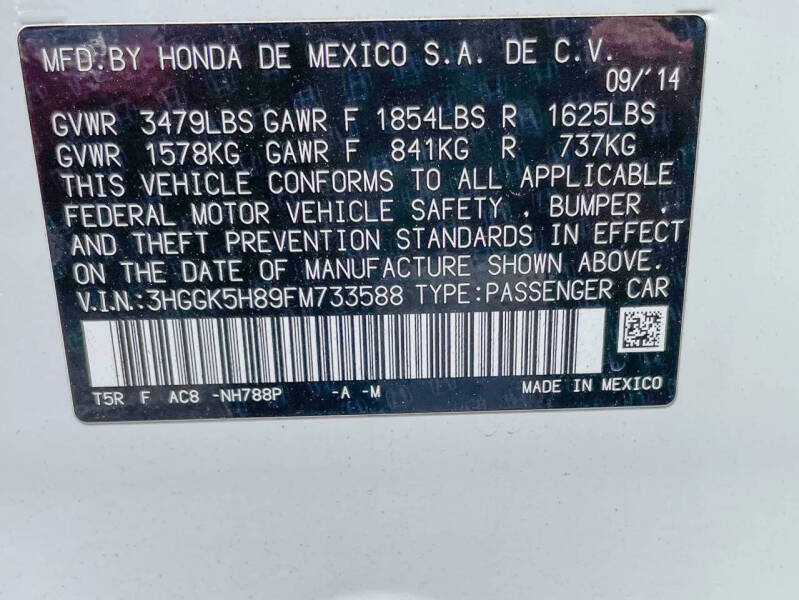 MFD.BY HONDA DE MEXICO S.A. DE C.V.
09/'14
GVWR 3479LBS GAWR F 1854LBS R 1625LBS
GVWR 1578KG GAWR F 841KG R 737KG
THIS VEHICLE CONFORMS TO ALL APPLICABLE
FEDERAL MOTOR VEHICLE SAFETY , BUMPER ,
AND THEFT PREVENTION STANDARDS IN EFFECT
ON THE DATE OF MANUFACTURE SHOWN ABOVE.
V.I.N.:3HGGK5H89FM733588 TYPE:PASSENGER CAR
T5R F AC8 -NH788P -A -M MADE IN MEXICO